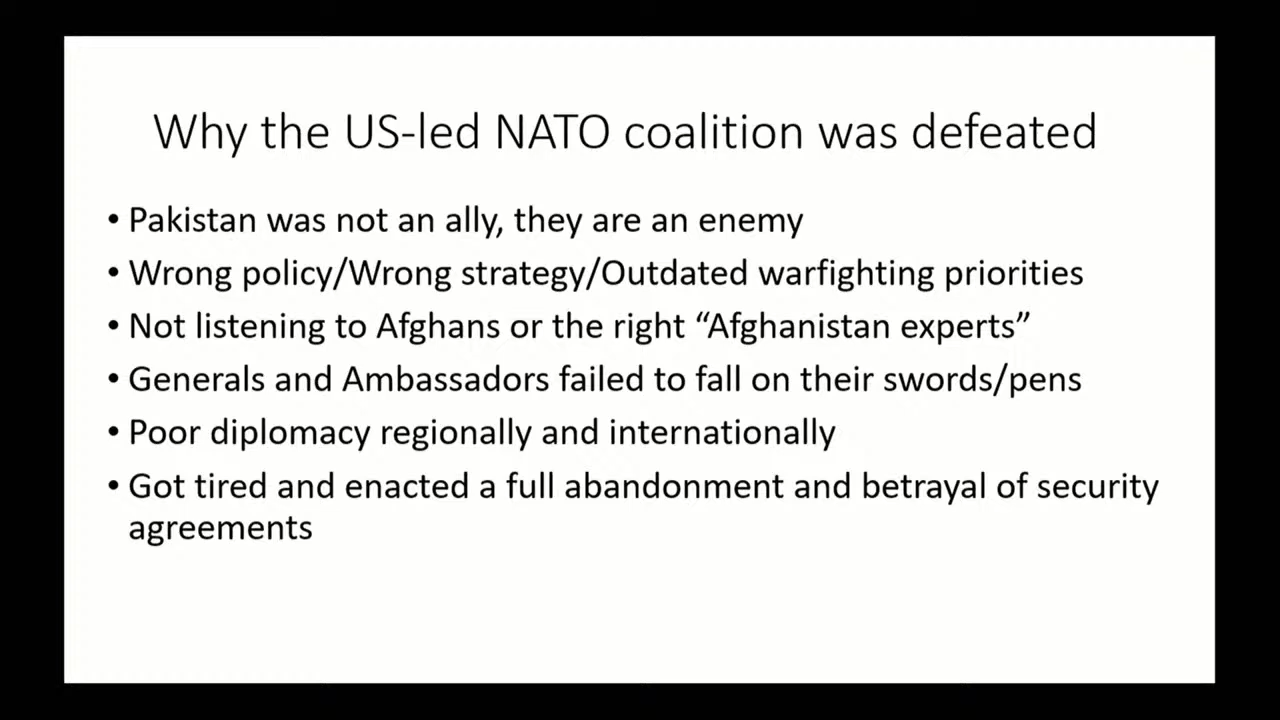 Why the US-led NATO coalition was defeated
• Pakistan was not an ally, they are an enemy
• Wrong policy/Wrong strategy/Outdated warfighting priorities
• Not listening to Afghans or the right “Afghanistan experts”
• Generals and Ambassadors failed to fall on their swords/pens
• Poor diplomacy regionally and internationally
• Got tired and enacted a full abandonment and betrayal of security
agreements